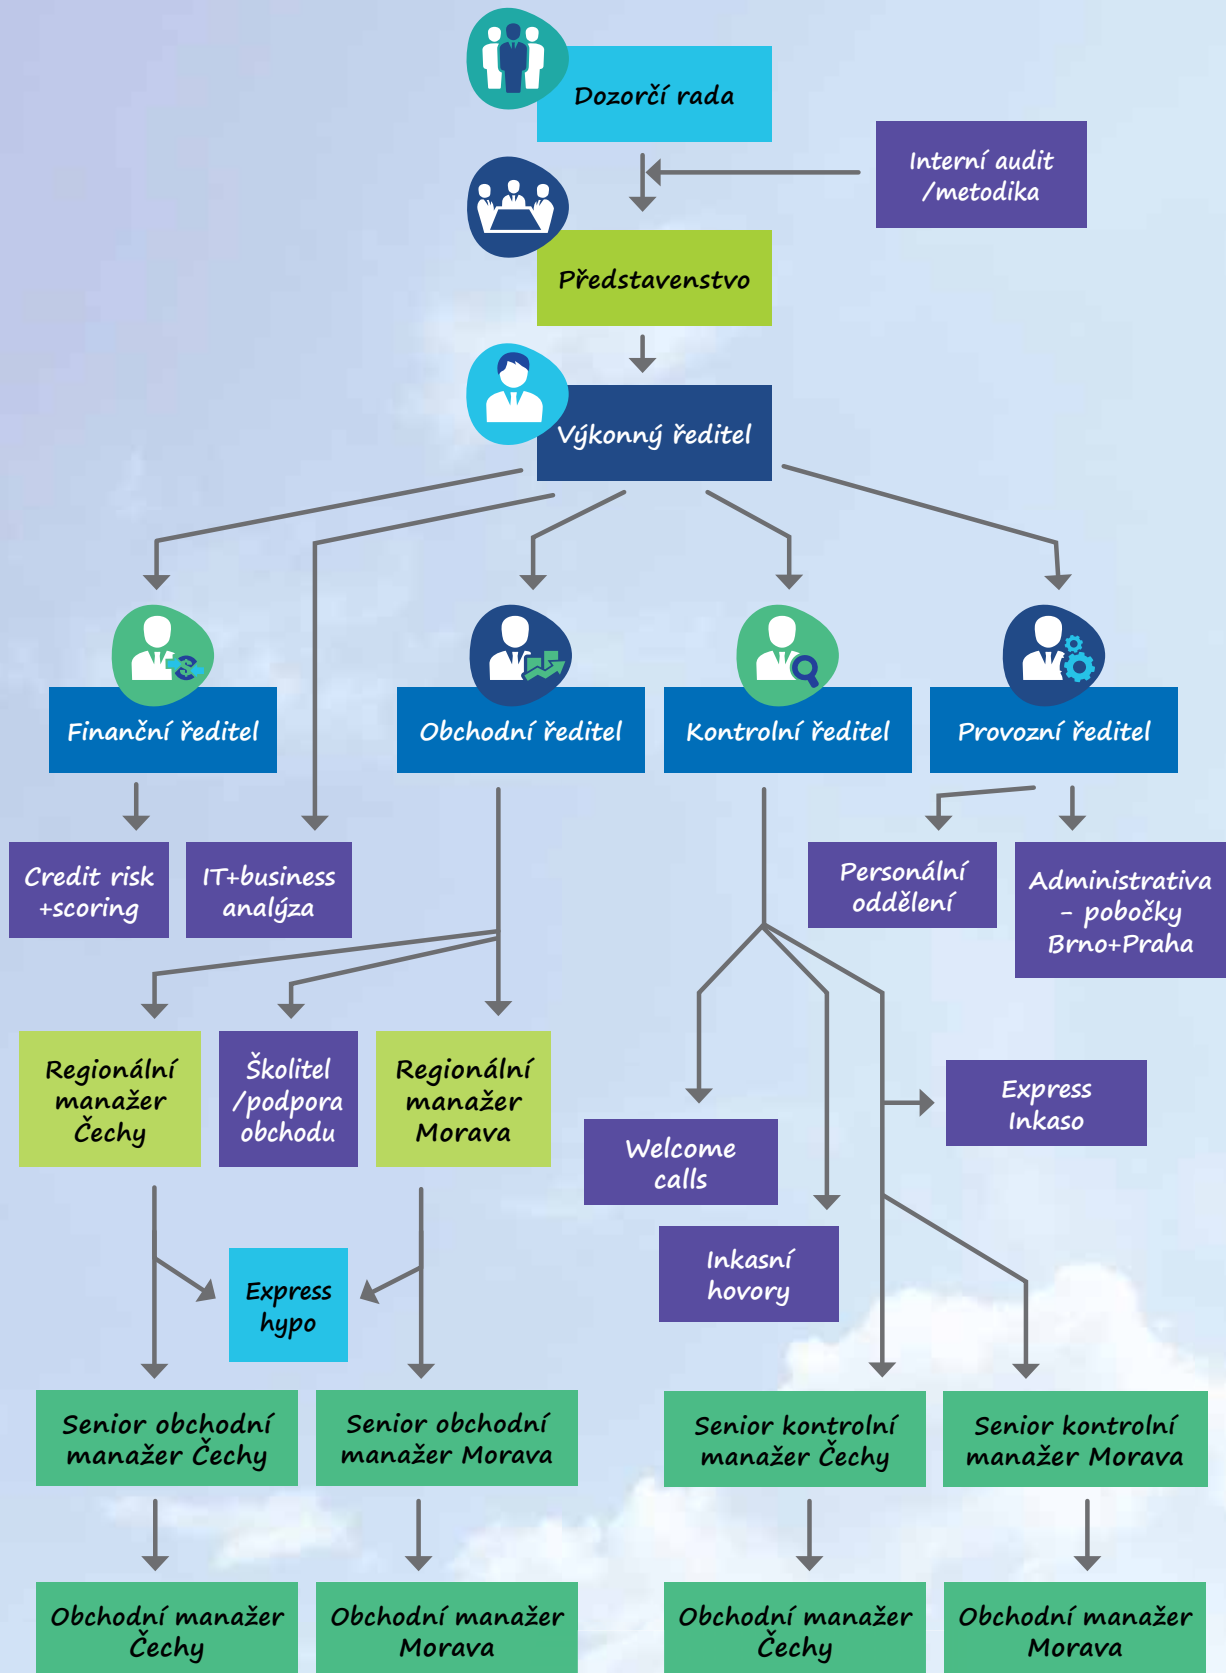 Dozorčí rada
Interní audit
/metodika
Představenstvo
Výkonný ředitel
Finanční ředitel
Obchodní ředitel
Kontrolní ředitel
Provozní ředitel
Credit risk
+scoring
IT+business
analýza
Personální
oddělení
Administrativa
- pobočky
Brno+Praha
Regionální
manažer
Čechy
Školitel
/podpora
obchodu
Regionální
manažer
Morava
Express
Inkaso
Welcome
calls
Inkasní
hovory
Express
hypo
Senior obchodní
manažer Čechy
Senior obchodní
manažer Morava
Senior kontrolní
manažer Čechy
Senior kontrolní
manažer Morava
Obchodní manažer
Čechy
Obchodní manažer
Morava
Obchodní manažer
Čechy
Obchodní manažer
Morava